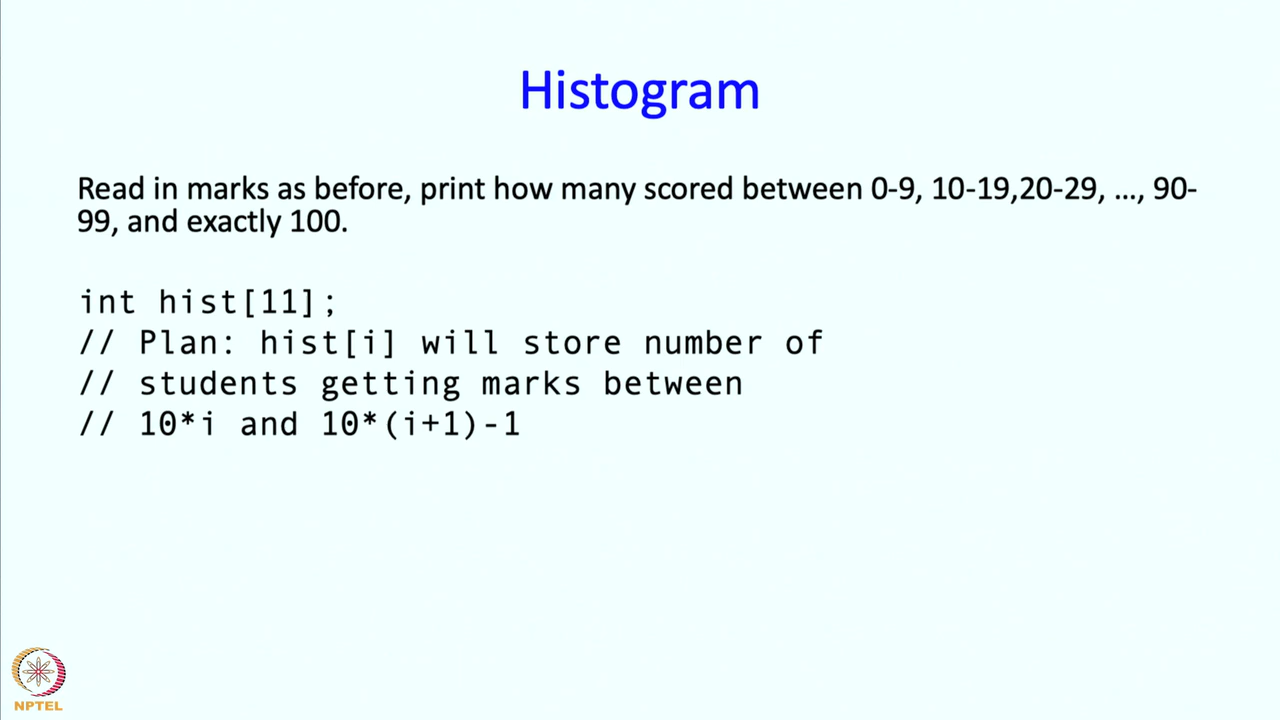 Histogram
Read in marks as before, print how many scored between 0-9, 10-19,20-29, ..., 90-
99, and exactly 100.
int hist[11];
// Plan: hist[i] will store number of
// students getting marks between
// 10*i and 10*(i+1)-1
NPTEL